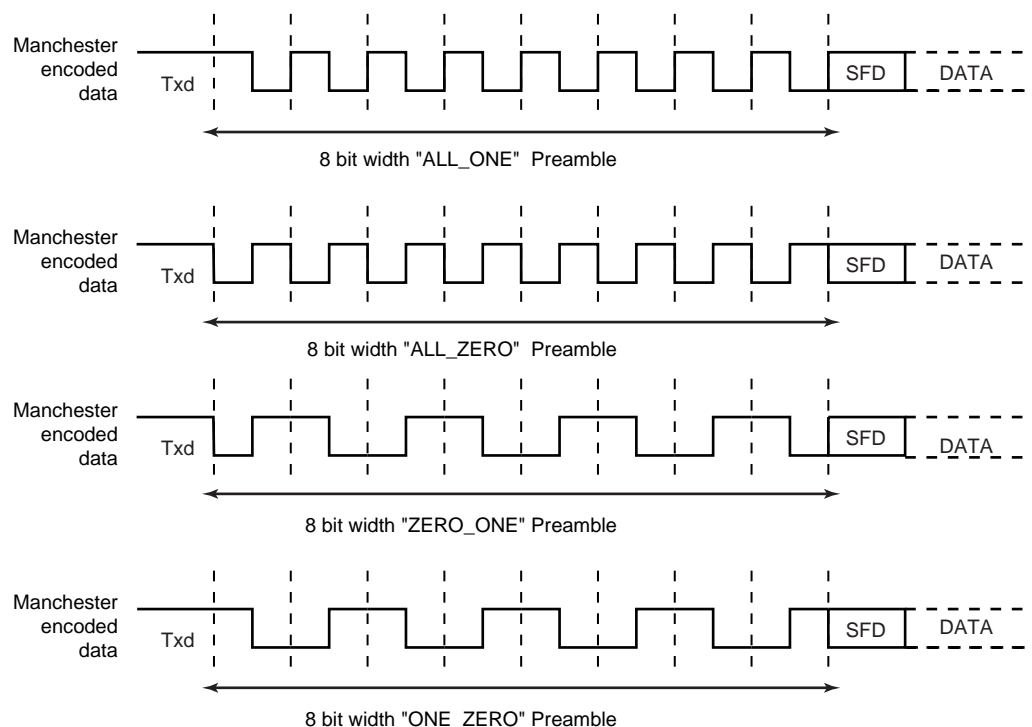 Manchester
encoded
data
Txd
SFD
DATA
8 bit width "ALL_ONE" Preamble
Manchester
encoded
data
Txd
SFD
DATA
8 bit width "ALL_ZERO" Preamble
Manchester
encoded
data
Txd
SFD
DATA
8 bit width "ZERO_ONE" Preamble
Manchester
encoded
data
Txd
SFD
DATA
8 bit width "ONE_ZERO" Preamble